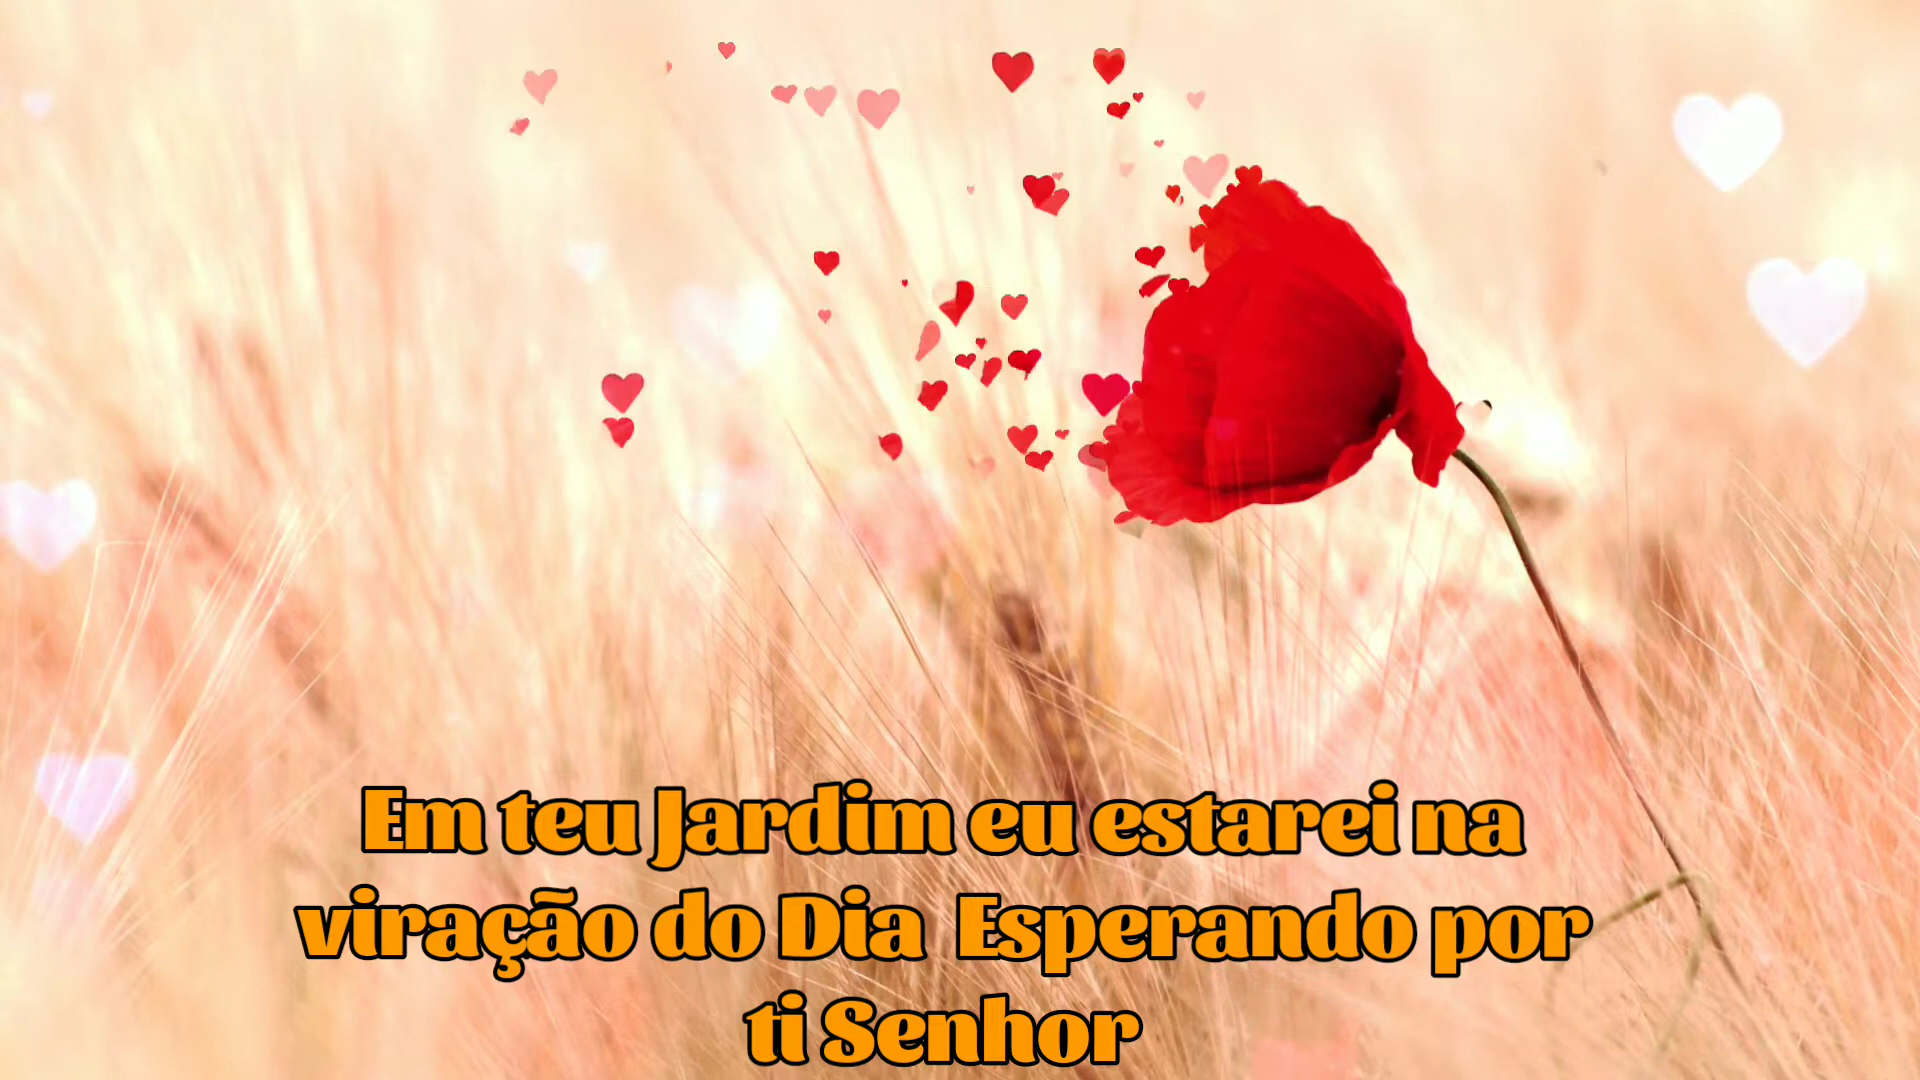 Em teu Jardim eu estarei na
viração do Dia  Esperando por
ti Senhor